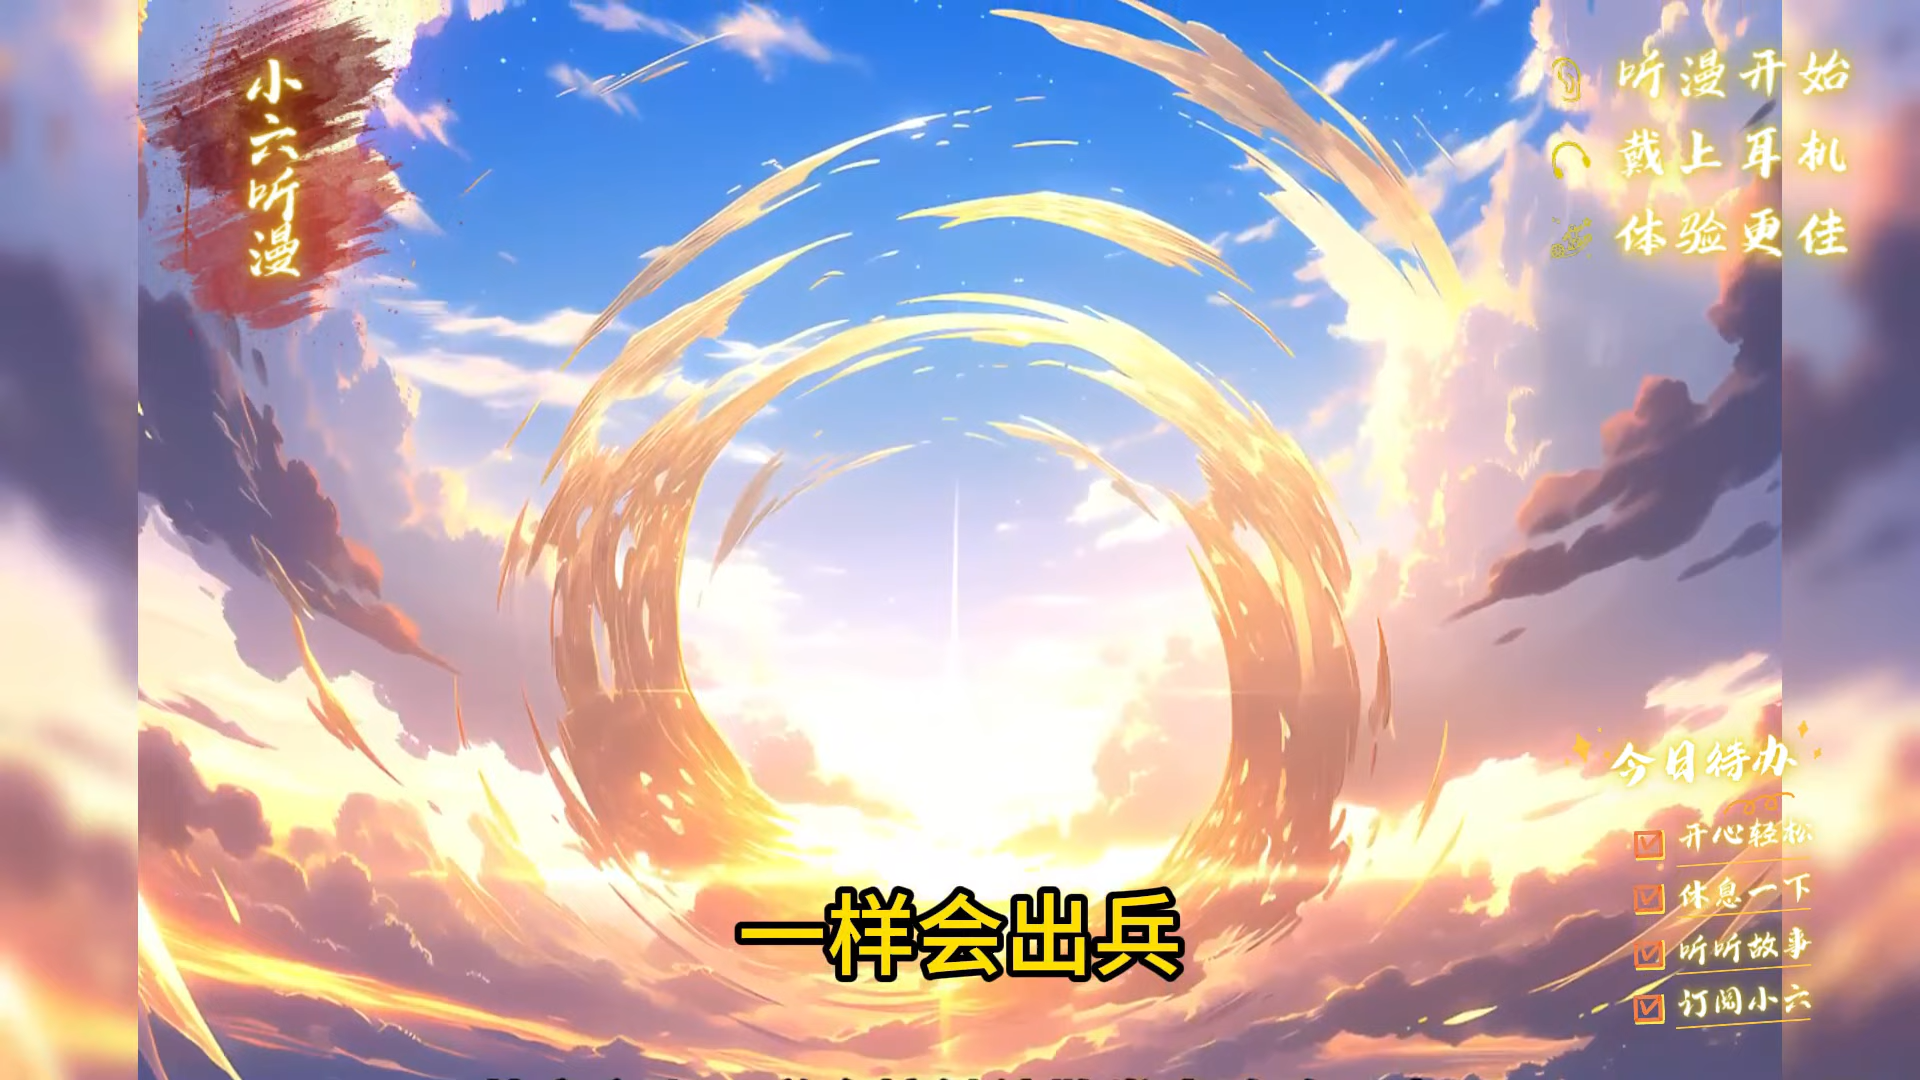 小六听漫
听漫开始
戴上耳机
体验更佳
今日待办
开心轻松
休息一下
听听故事
订阅小六
一样会出兵